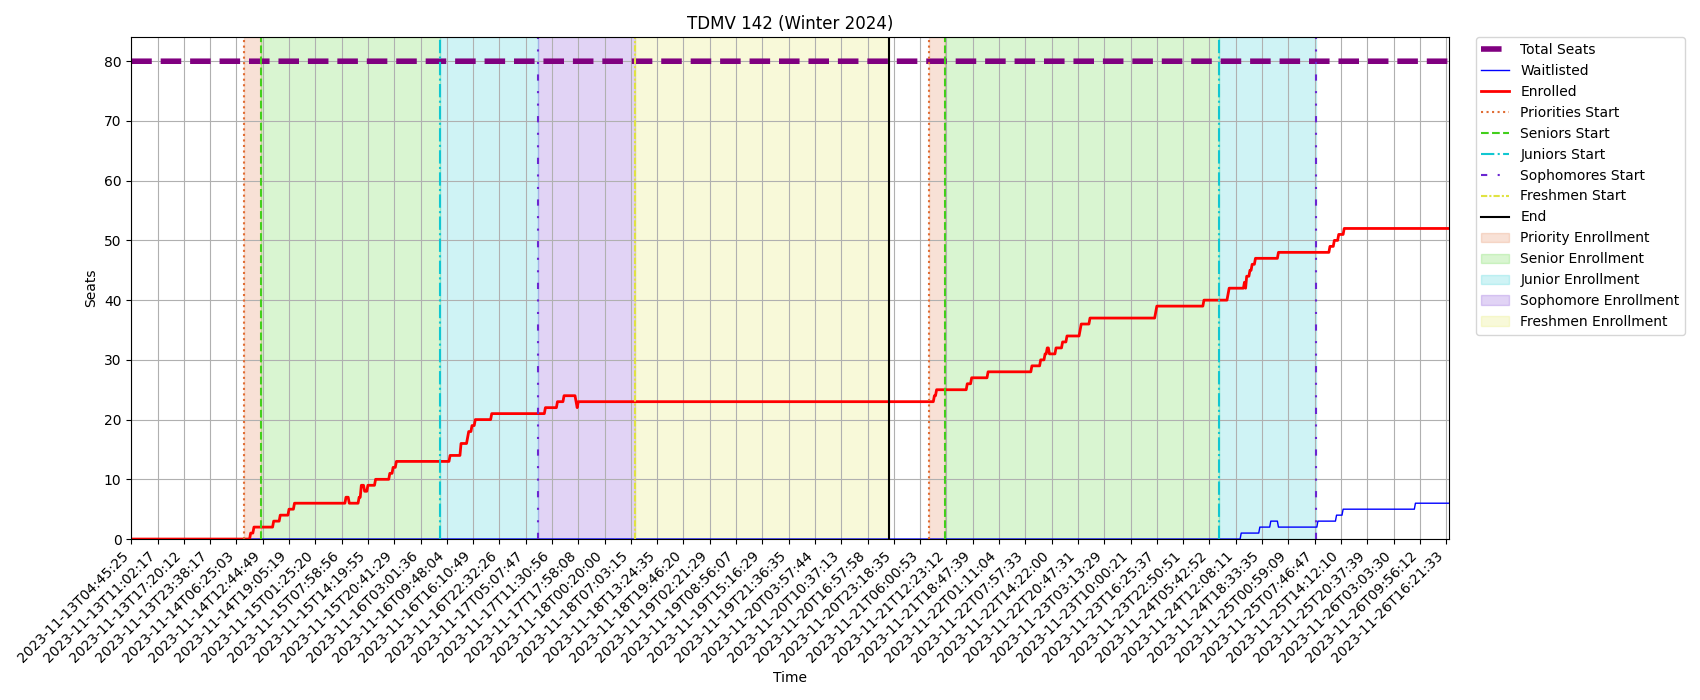 TDMV 142 (Winter 2024)
Seats
80
70
60
50
40
30
20
10
0
2023-11-13T04:45:25
2023-11-13T11:02:17
2023-11-13T17:20:12
2023-11-13T23:38:17
2023-11-14T06:25:03
2023-11-14T12:44:49
2023-11-14T19:05:19
2023-11-15T01:25:20
2023-11-15T07:58:56
2023-11-15T14:19:55
2023-11-15T20:41:29
2023-11-16T03:01:36
2023-11-16T09:48:04
2023-11-16T16:10:49
2023-11-16T22:32:26
2023-11-17T05:07:47
2023-11-17T11:30:56
2023-11-17T17:58:08
2023-11-18T00:20:00
2023-11-18T07:03:15
2023-11-18T13:24:35
2023-11-18T19:46:20
2023-11-19T02:21:29
2023-11-19T08:56:07
2023-11-19T15:16:29
2023-11-19T21:36:35
2023-11-20T03:57:44
2023-11-20T10:37:13
2023-11-20T16:57:58
2023-11-20T23:18:35
2023-11-21T06:00:53
2023-11-21T12:23:12
2023-11-21T18:47:39
2023-11-22T01:11:04
2023-11-22T07:57:33
2023-11-22T14:22:00
2023-11-22T20:47:31
2023-11-23T03:13:29
2023-11-23T10:00:21
2023-11-23T16:25:37
2023-11-23T22:50:51
2023-11-24T05:42:52
2023-11-24T12:08:11
2023-11-24T18:33:35
2023-11-25T00:59:09
2023-11-25T07:46:47
2023-11-25T14:12:10
2023-11-25T20:37:39
2023-11-26T03:03:30
2023-11-26T09:56:12
2023-11-26T16:21:33
Time
Total Seats
Waitlisted
Enrolled
Priorities Start
Seniors Start
Juniors Start
Sophomores Start
Freshmen Start
End
Priority Enrollment
Senior Enrollment
Junior Enrollment
Sophomore Enrollment
Freshmen Enrollment